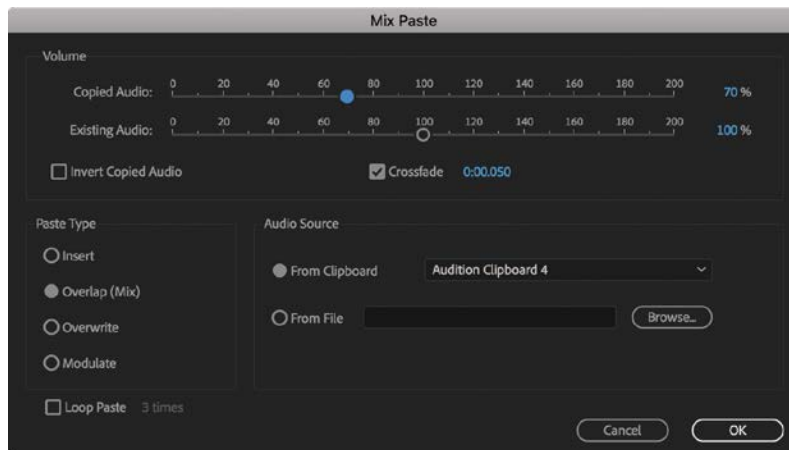 Mix Paste
Volume
Copied Audio: 0 20 40 60 80 100 120 140 160 180 200 70 %
Existing Audio: 0 20 40 60 80 100 120 140 160 180 200 100 %
Invert Copied Audio Crossfade 0:00.050
Paste Type Audio Source
Insert
From Clipboard Audition Clipboard 4
Overlap (Mix)
From File Browse...
Overwrite
Modulate
Loop Paste 3 times
Cancel OK